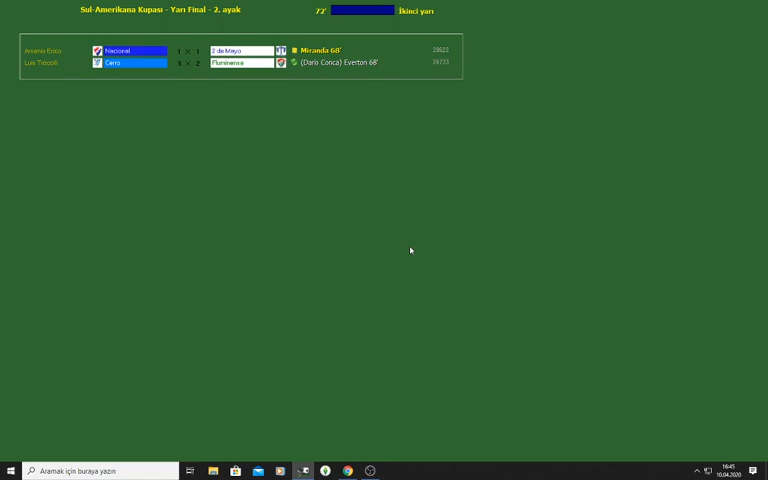 Sul-Amerikana Kupası - Yarı Final - 2. ayak 72' İkinci yarı
Arsenio Erico Nacional 1 × 1 2 de Mayo Miranda 68' 28622
Luis Trócolli Cerro 3 × 2 Fluminense (Darío Conca) Everton 68' 26733
Aramak için buraya yazın
16:45
10.04.2020